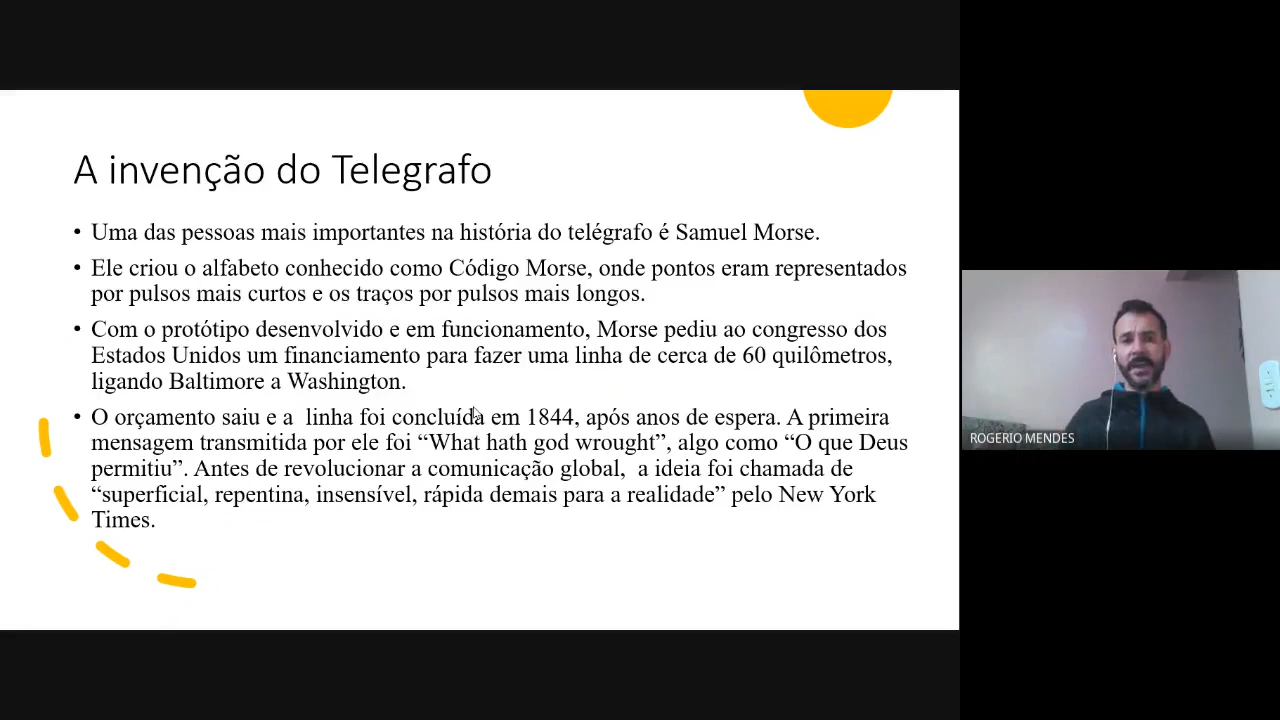 A invenção do Telegrafo
• Uma das pessoas mais importantes na história do telégrafo é Samuel Morse.
• Ele criou o alfabeto conhecido como Código Morse, onde pontos eram representados
por pulsos mais curtos e os traços por pulsos mais longos.
• Com o protótipo desenvolvido e em funcionamento, Morse pediu ao congresso dos
Estados Unidos um financiamento para fazer uma linha de cerca de 60 quilômetros,
ligando Baltimore a Washington.
• O orçamento saiu e a  linha foi concluída em 1844, após anos de espera. A primeira
mensagem transmitida por ele foi “What hath god wrought”, algo como “O que Deus
permitiu”. Antes de revolucionar a comunicação global,  a ideia foi chamada de
“superficial, repentina, insensível, rápida demais para a realidade” pelo New York
Times.
ROGERIO MENDES